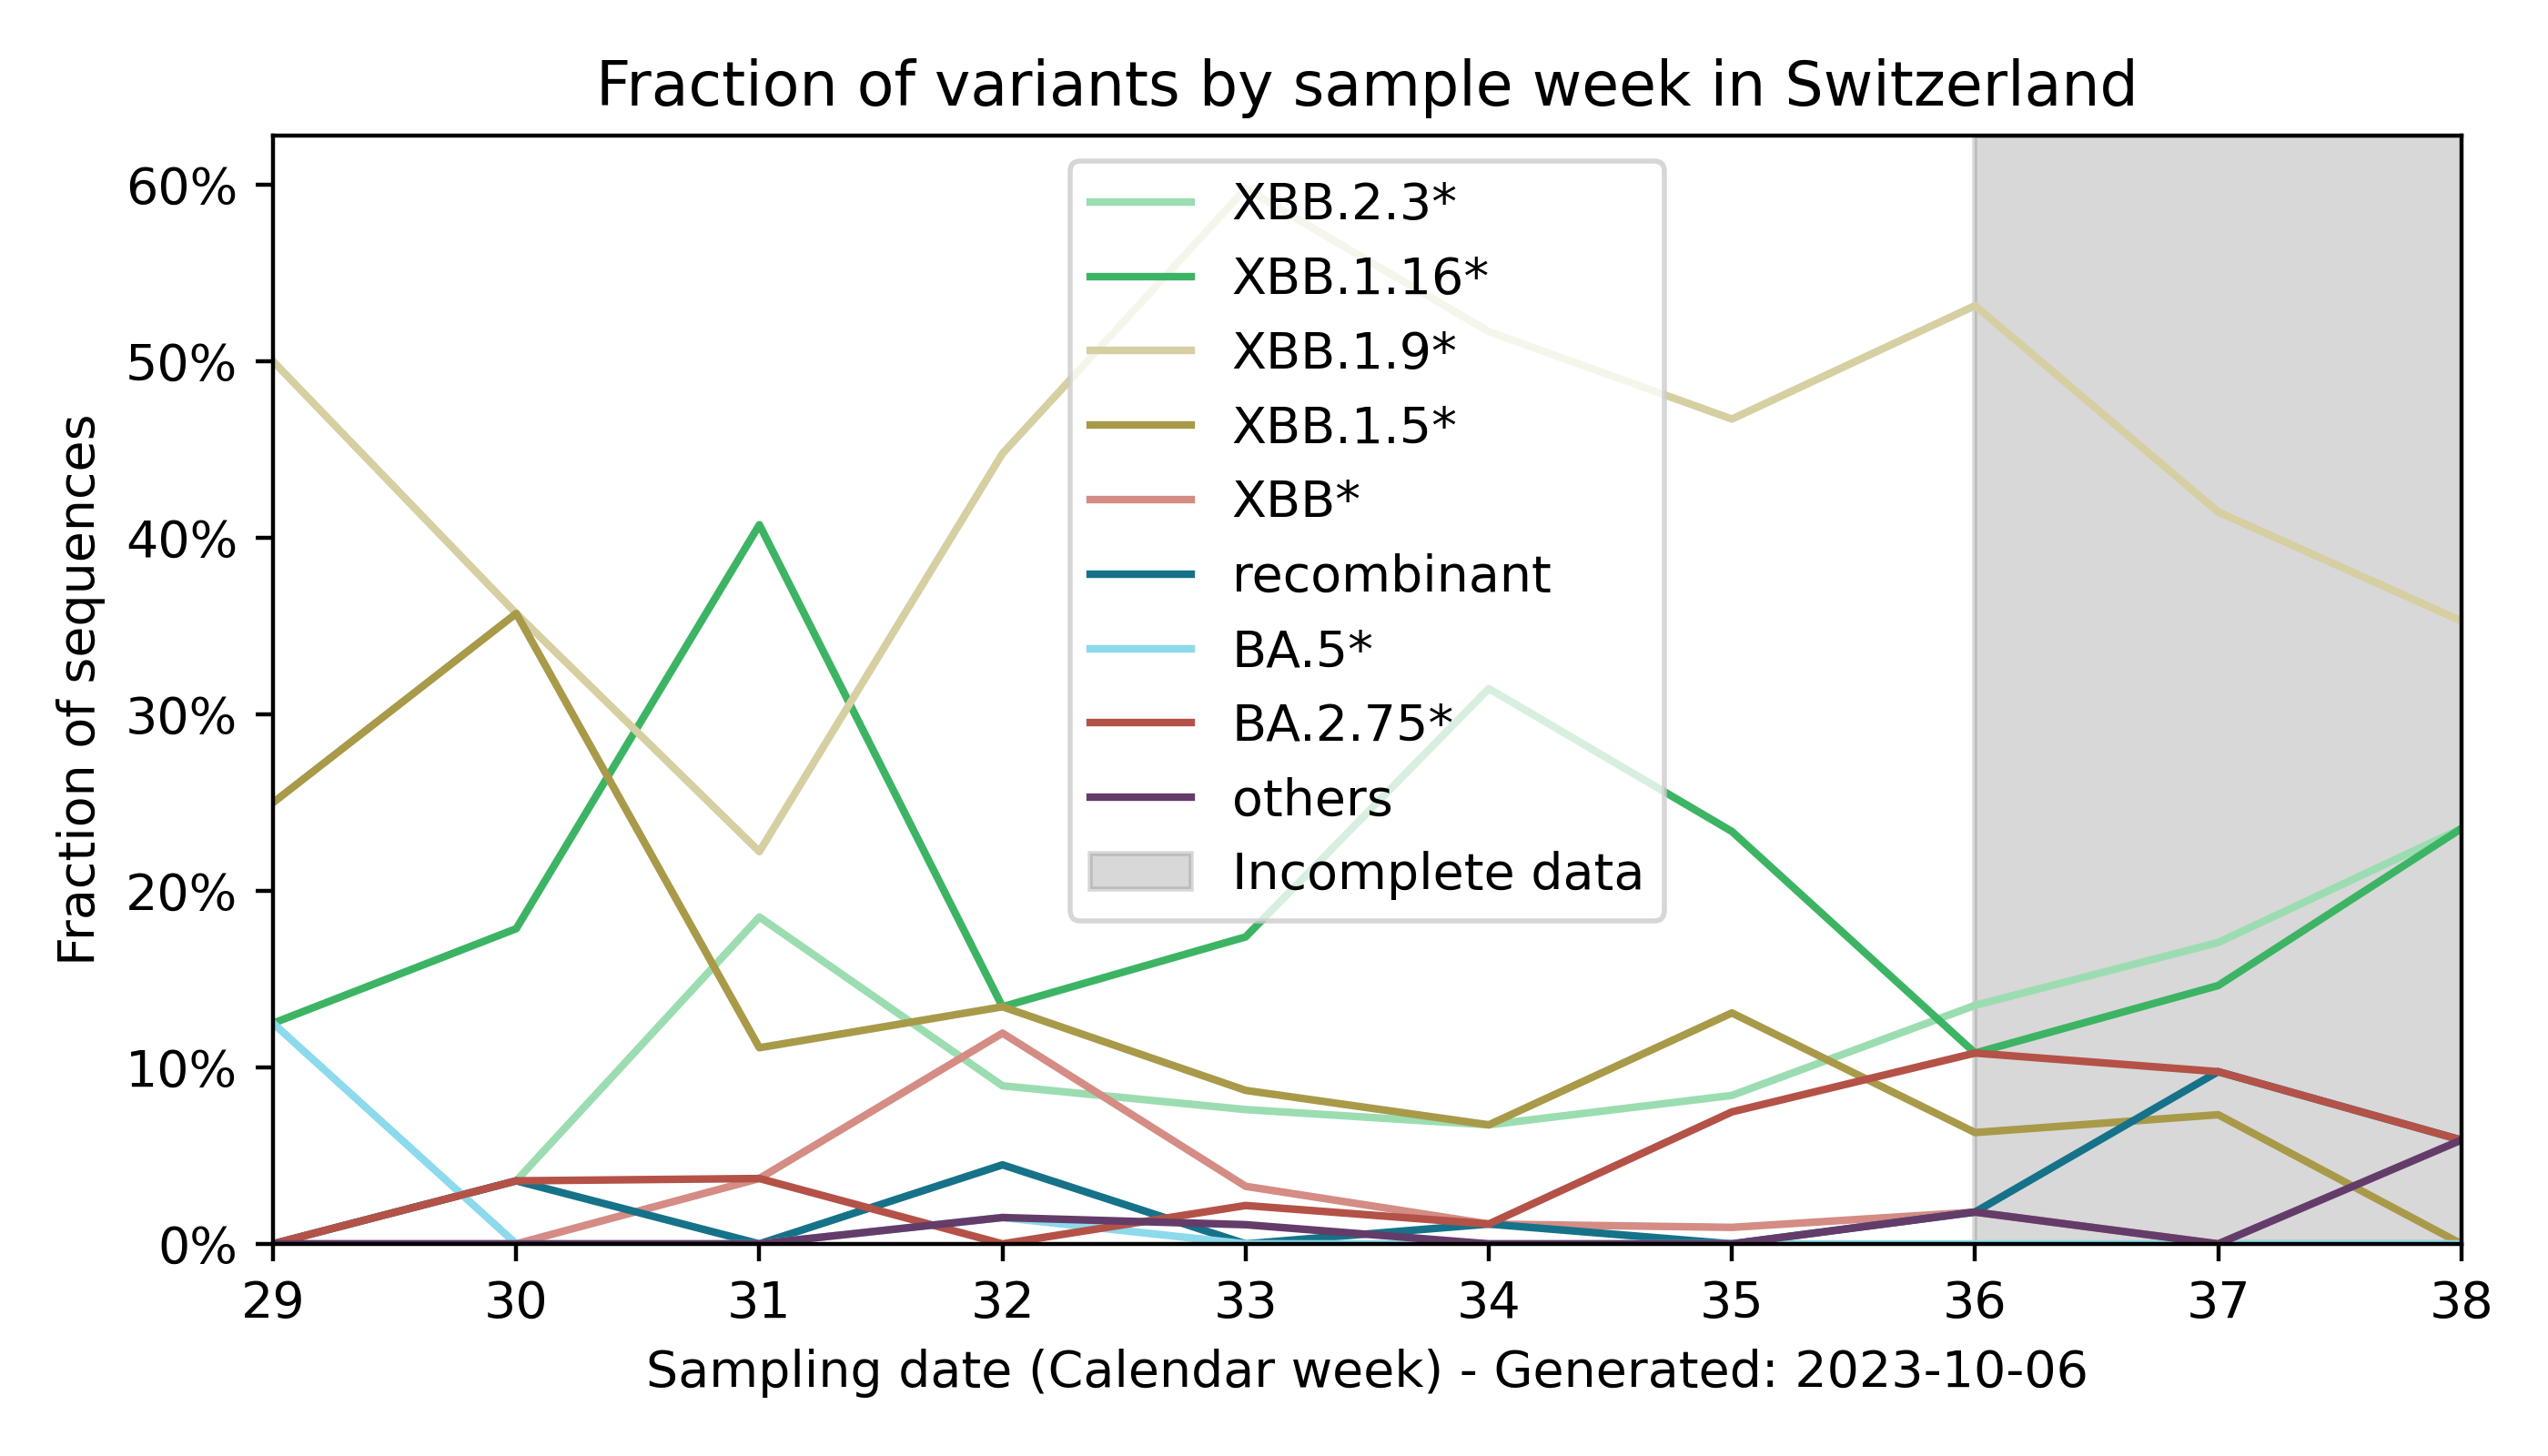 Fraction of variants by sample week in Switzerland
60%
50%
40%
30%
20%
10%
0%
Fraction of sequences
XBB.2.3*
XBB.1.16*
XBB.1.9*
XBB.1.5*
XBB*
recombinant
BA.5*
BA.2.75*
others
Incomplete data
29 30 31 32 33 34 35 36 37 38
Sampling date (Calendar week) - Generated: 2023-10-06